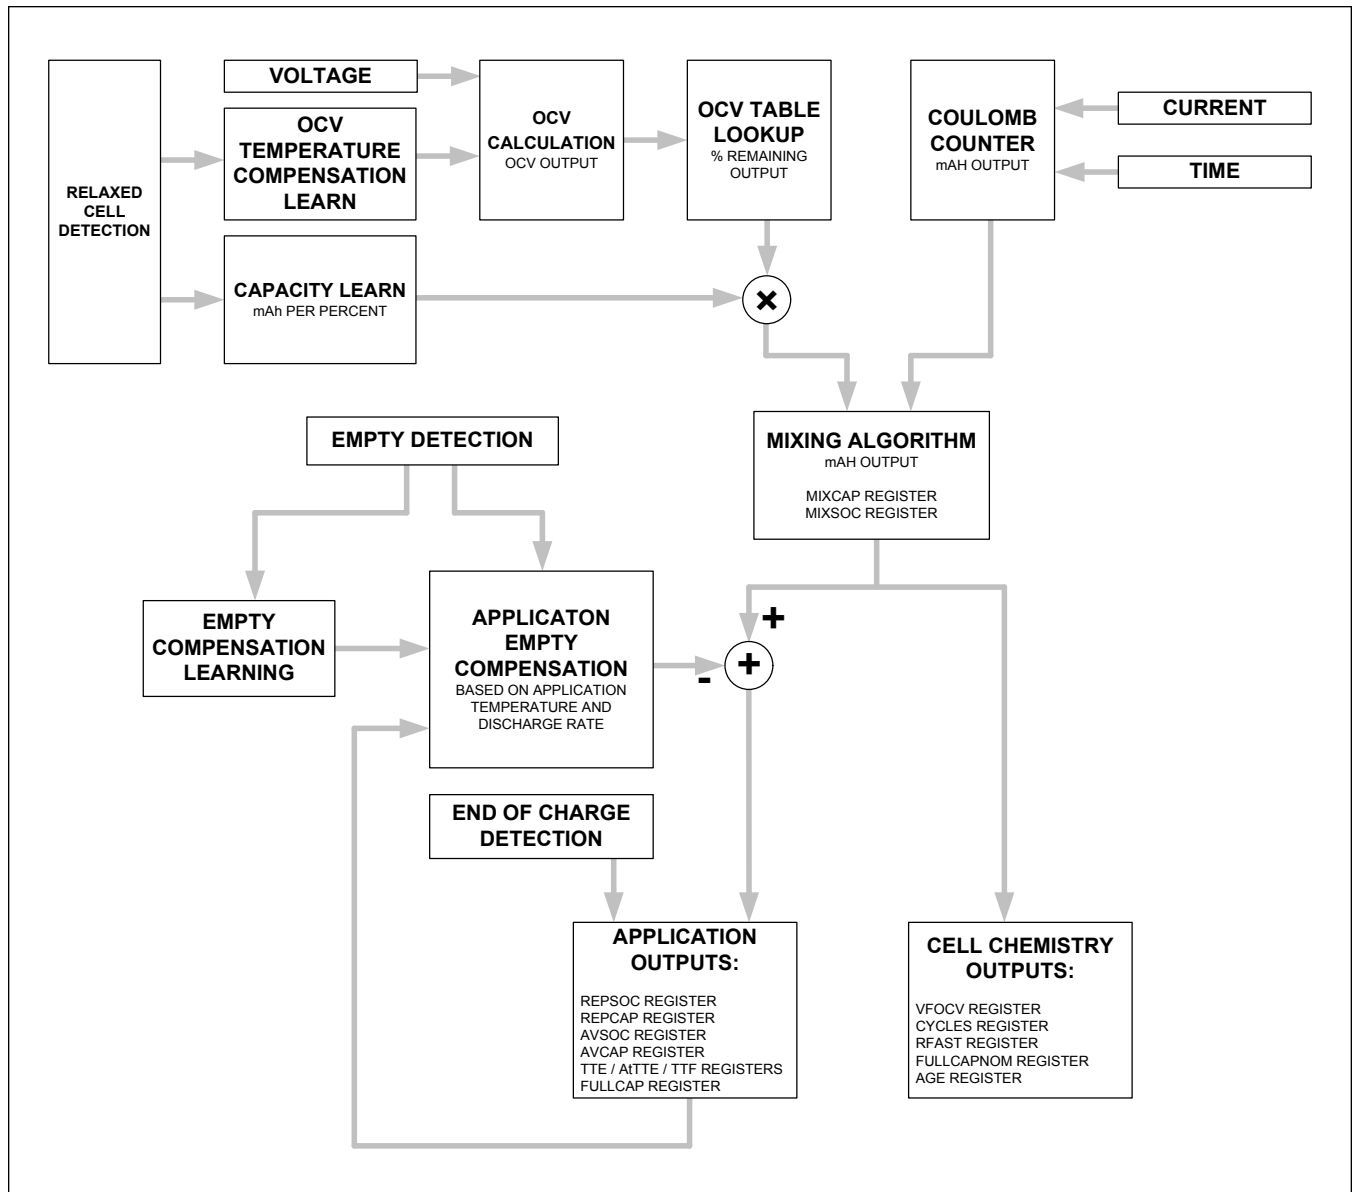 VOLTAGE
OCV
TEMPERATURE
COMPENSATION
LEARN
RELAXED
CELL
DETECTION
CAPACITY LEARN
mAh PER PERCENT
OCV
CALCULATION
OCV OUTPUT
OCV TABLE
LOOKUP
% REMAINING
OUTPUT
COULOMB
COUNTER
mAH OUTPUT
CURRENT
TIME
×
EMPTY DETECTION
MIXING ALGORITHM
mAH OUTPUT
MIXCAP REGISTER
MIXSOC REGISTER
EMPTY
COMPENSATION
LEARNING
APPLICATON
EMPTY
COMPENSATION
BASED ON APPLICATION
TEMPERATURE AND
DISCHARGE RATE
+
+
-
END OF CHARGE
DETECTION
APPLICATION
OUTPUTS:
REPSOC REGISTER
REPCAP REGISTER
AVSOC REGISTER
AVCAP REGISTER
TTE / AtTTE / TTF REGISTERS
FULLCAP REGISTER
CELL CHEMISTRY
OUTPUTS:
VFOCV REGISTER
CYCLES REGISTER
RFAST REGISTER
FULLCAPNOM REGISTER
AGE REGISTER